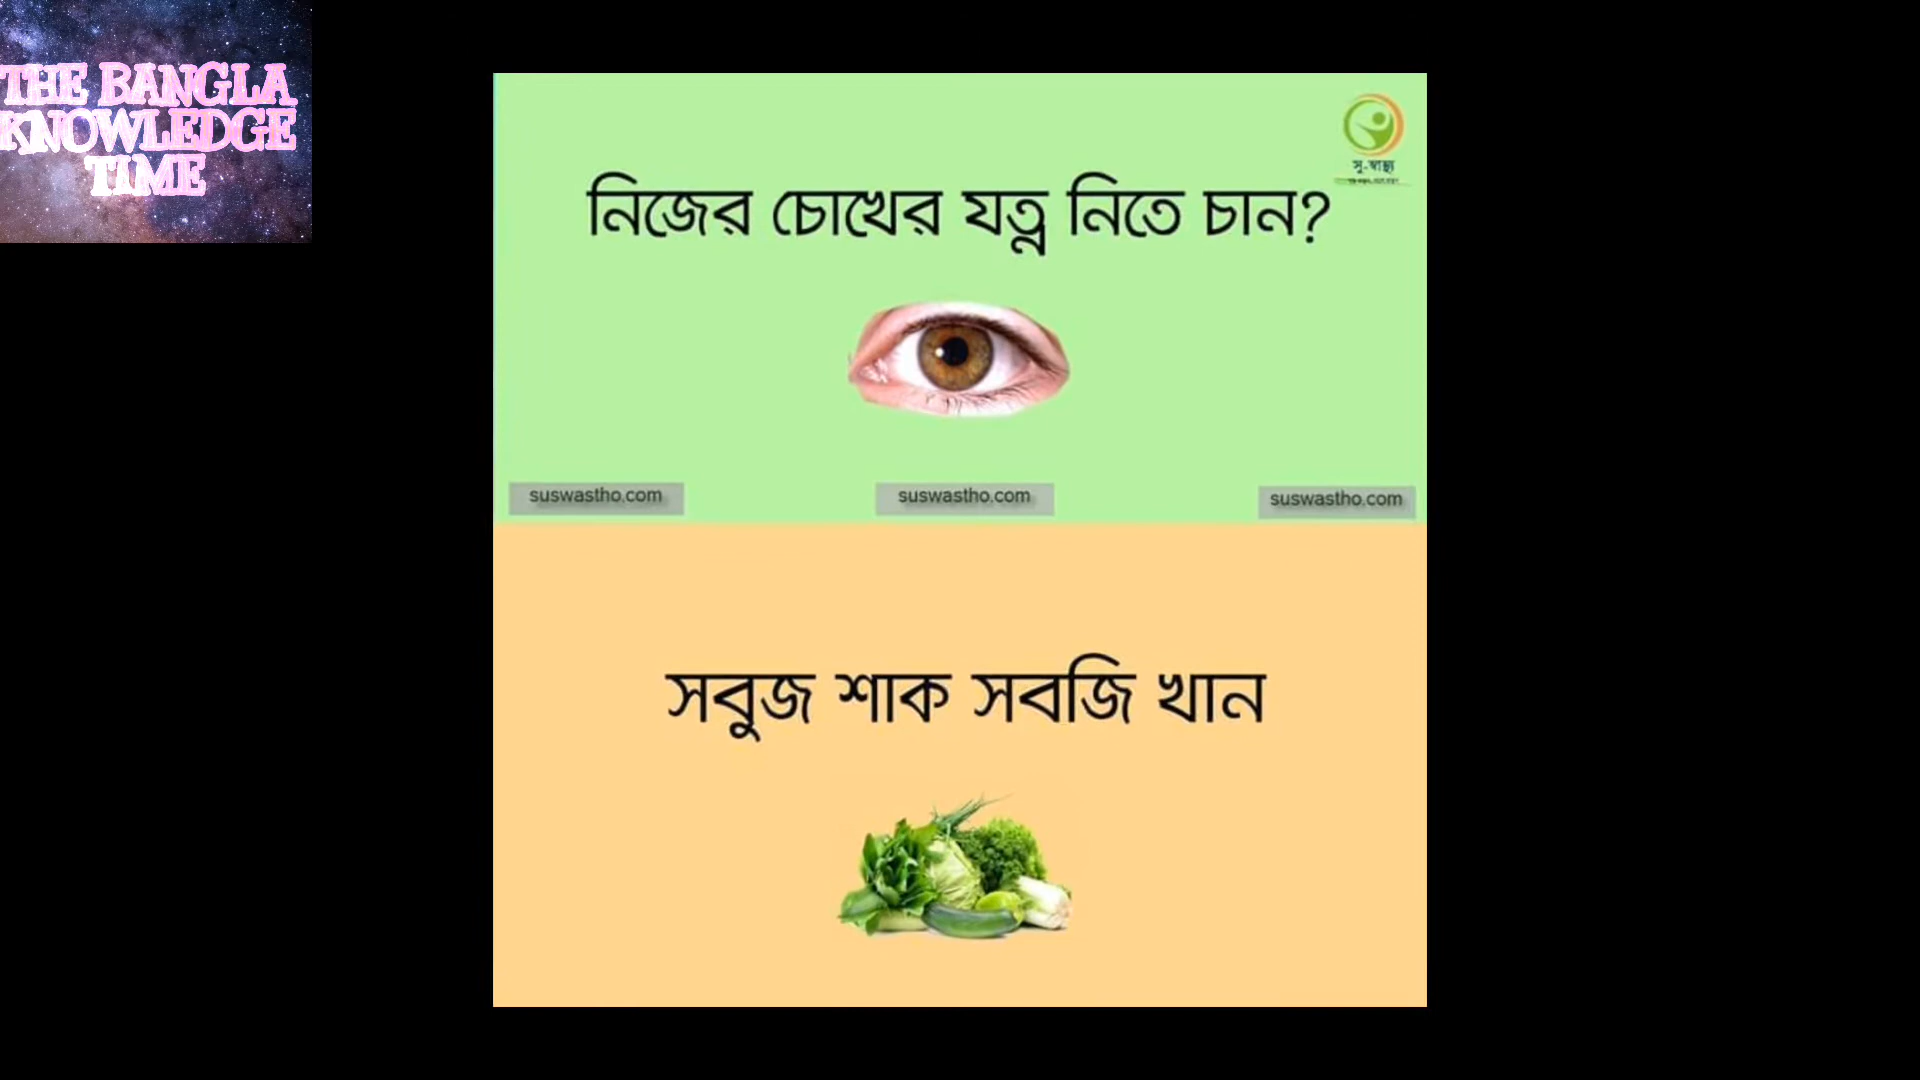 THE BANGLA
KNOWLEDGE
TIME
সু-স্বাস্থ্য
নিজের চোখের যত্ন নিতে চান?
suswastho.com
suswastho.com
suswastho.com
সবুজ শাক সবজি খান